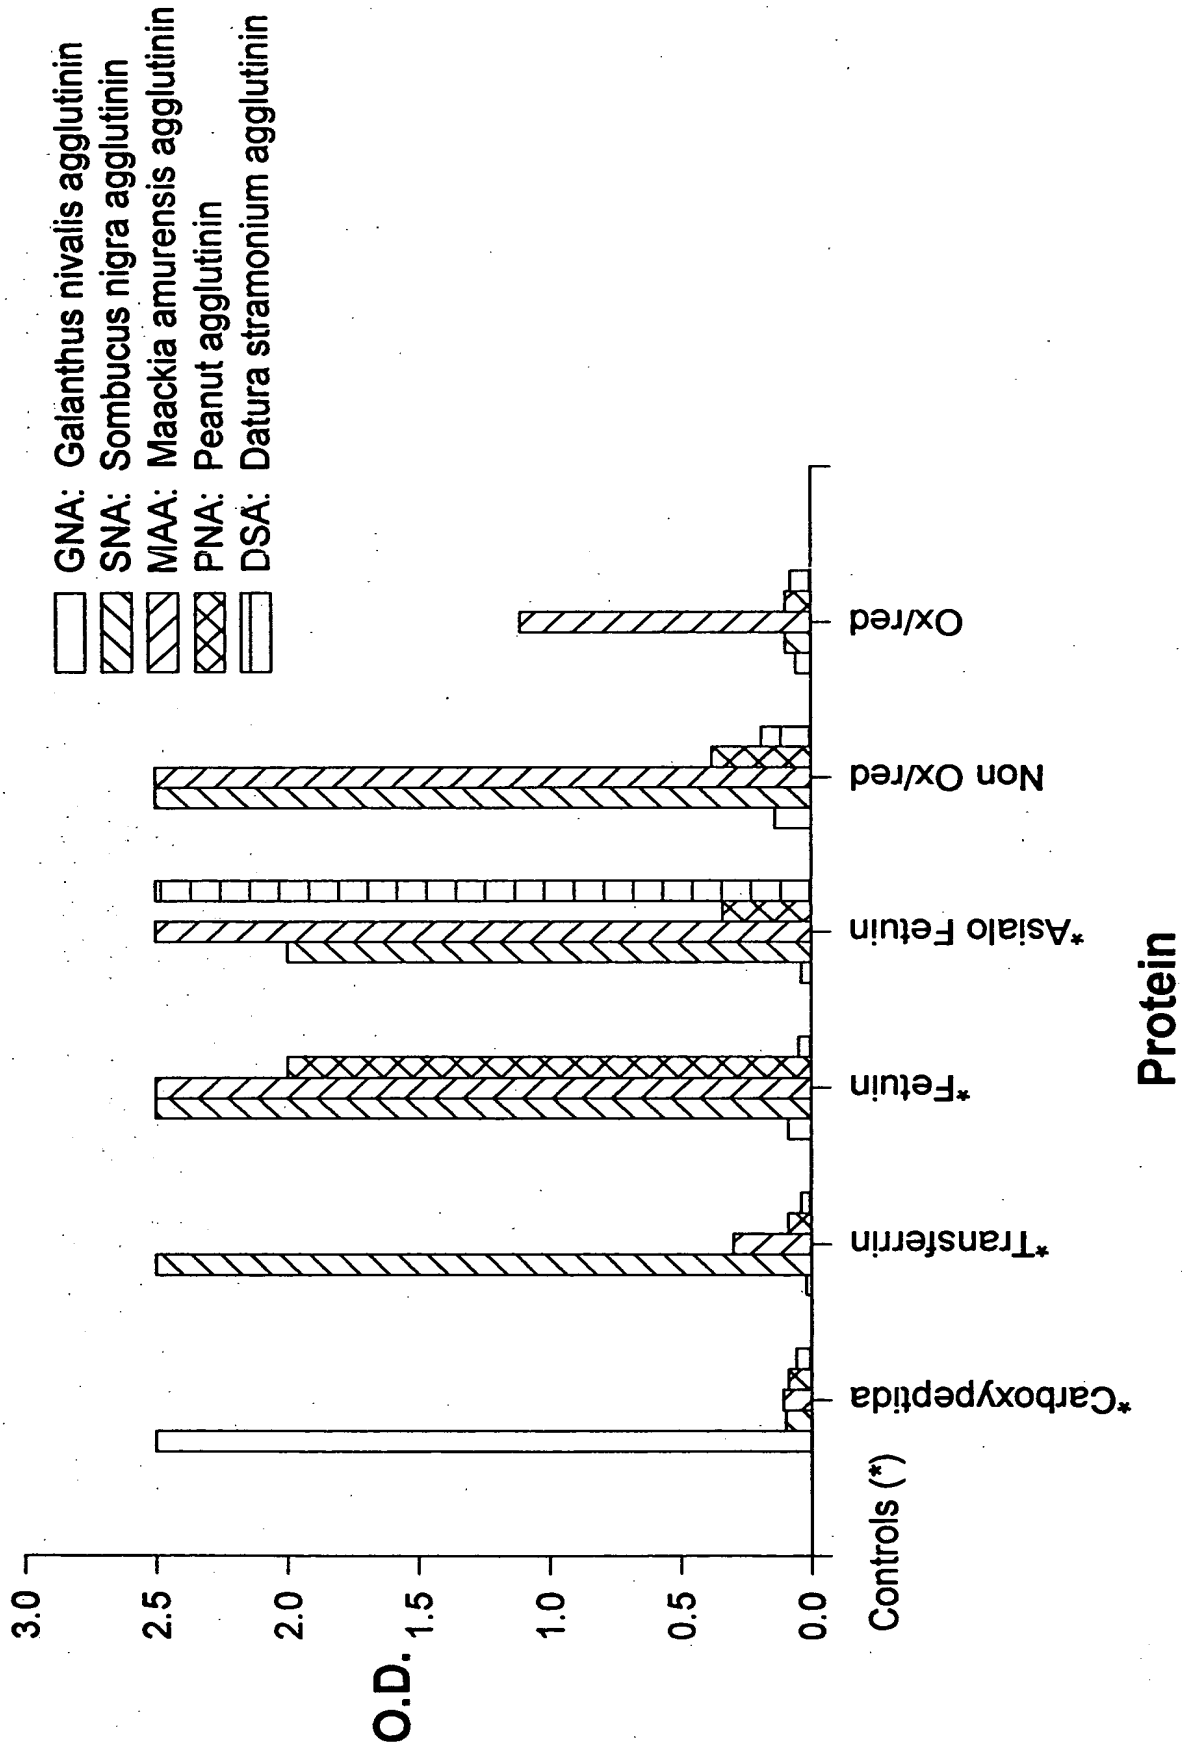 GNA: Galanthus nivalis agglutinin
SNA: Sombucus nigra agglutinin
MAA: Maackia amurensis agglutinin
PNA: Peanut agglutinin
DSA: Datura stramonium agglutinin
O.D.
3.0
2.5
2.0
1.5
1.0
0.5
0.0
Controls (*)
*Carboxypeptida
*Transferrin
*Fetuin
*Asialo Fetuin
Non Ox/red
Ox/red
Protein